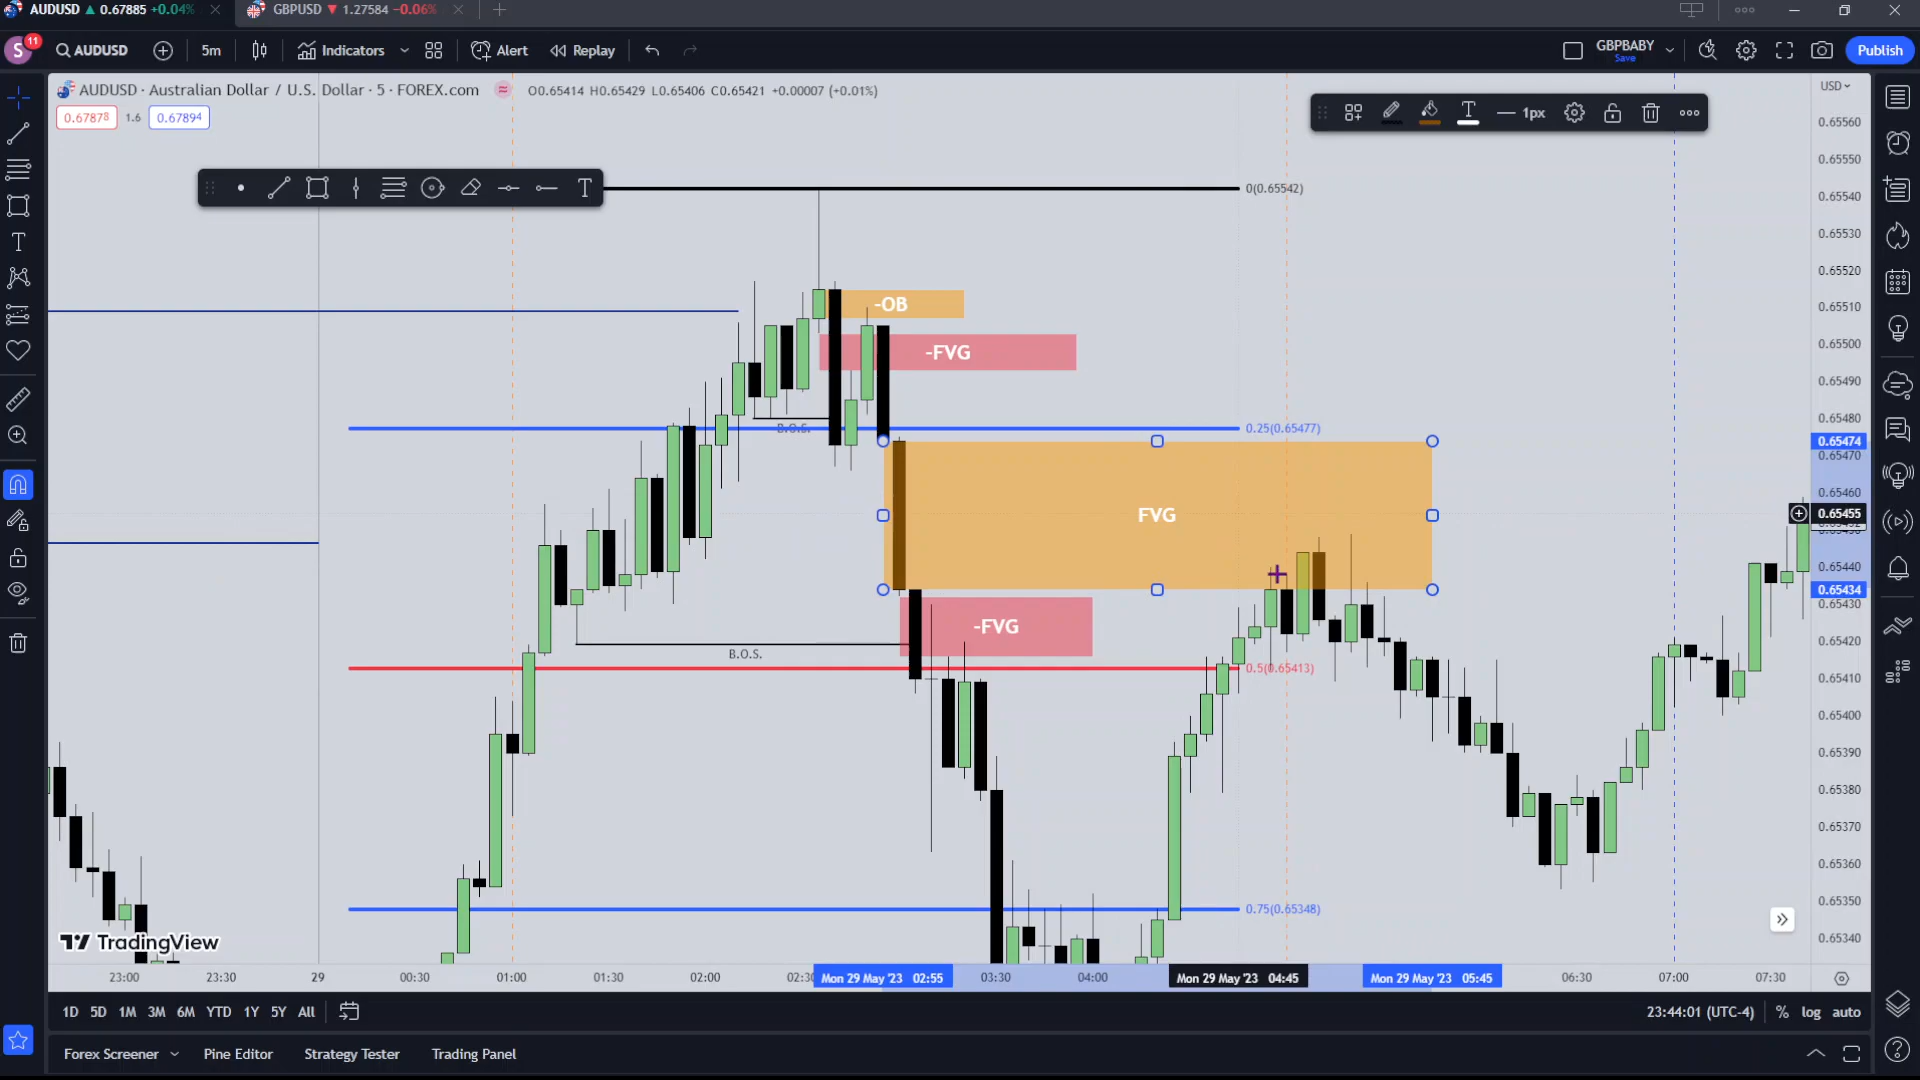 AUDUSD ▲ 0.67885 +0.04%
GBPUSD ▼ 1.27584 -0.06%
S 11
AUDUSD
5m
Indicators
Alert
Replay
GBPBABY
Save
Publish
AUDUSD · Australian Dollar / U.S. Dollar · 5 · FOREX.com
O0.65414 H0.65429 L0.65406 C0.65421 +0.00007 (+0.01%)
0.67878 1.6 0.67894
1px
USD
T
T
T
0(0.65542)
-OB
-FVG
B.O.S.
0.25(0.65477)
FVG
-FVG
B.O.S.
0.5(0.65413)
0.75(0.65348)
0.65560
0.65550
0.65540
0.65530
0.65520
0.65510
0.65500
0.65490
0.65480
0.65474
0.65470
0.65460
0.65455
0.65440
0.65434
0.65430
0.65420
0.65410
0.65400
0.65390
0.65380
0.65370
0.65360
0.65350
0.65340
TradingView
23:00 23:30 29 00:30 01:00 01:30 02:00 Mon 29 May '23 02:55 03:30 04:00 Mon 29 May '23 04:45 Mon 29 May '23 05:45 06:30 07:00 07:30
1D 5D 1M 3M 6M YTD 1Y 5Y All
23:44:01 (UTC-4) % log auto
Forex Screener Pine Editor Strategy Tester Trading Panel